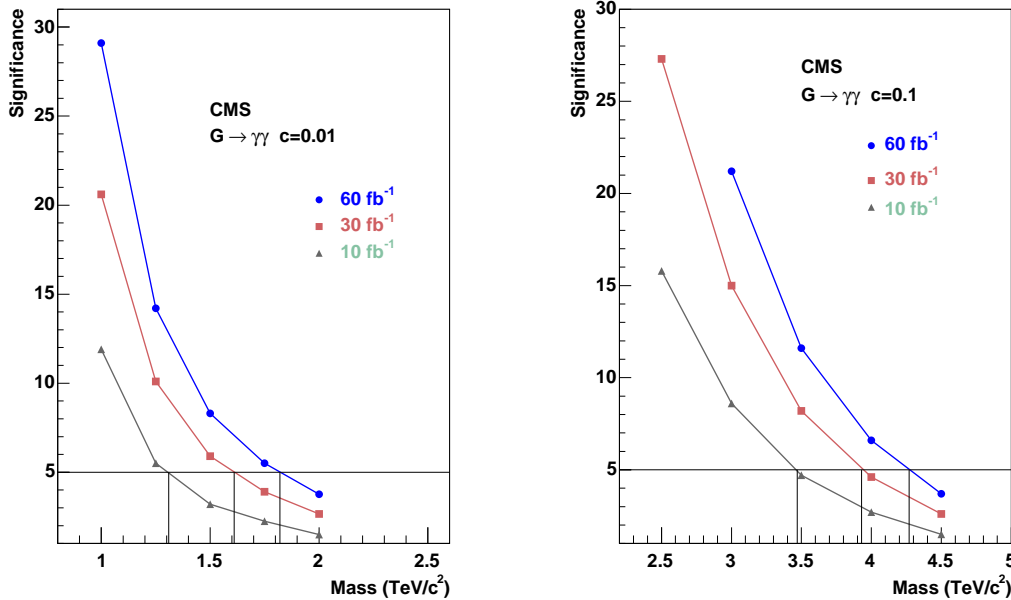 Significance
30
25
20
15
10
5
CMS
G → γγ c=0.01
60 fb⁻¹
30 fb⁻¹
10 fb⁻¹
1 1.5 2 2.5
Mass (TeV/c²)
Significance
30
25
20
15
10
5
CMS
G → γγ c=0.1
60 fb⁻¹
30 fb⁻¹
10 fb⁻¹
2.5 3 3.5 4 4.5 5
Mass (TeV/c²)